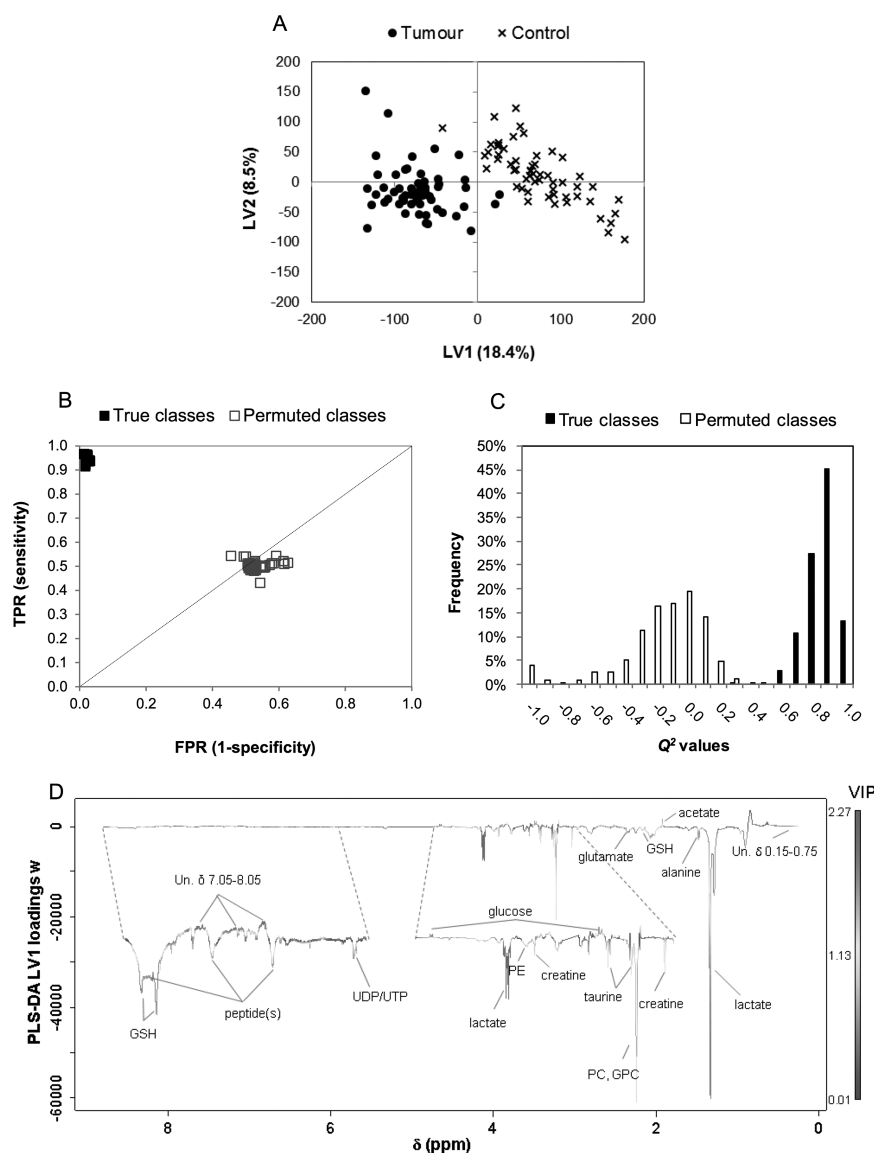 A
Tumour Control
200
150
100
50
0
-50
-100
-150
-200
LV2 (8.5%)
-200 -100 0 100 200
LV1 (18.4%)
B
True classes Permuted classes
1.0
0.9
0.8
0.7
0.6
0.5
0.4
0.3
0.2
0.1
0.0
TPR (sensitivity)
0.0 0.2 0.4 0.6 0.8 1.0
FPR (1-specificity)
C
True classes Permuted classes
50%
45%
40%
35%
30%
25%
20%
15%
10%
5%
0%
Frequency
-1.0 -0.8 -0.6 -0.4 -0.2 0.0 0.2 0.4 0.6 0.8 1.0
Q² values
D
VIP
2.27
1.13
0.01
PLS-DA LV1 loadings w
0
-20000
-40000
-60000
acetate
glutamate
GSH
alanine
Un. δ 0.15-0.75
Un. δ 7.05-8.05
glucose
GSH
peptide(s)
UDP/UTP
lactate
PE
creatine
taurine
creatine
lactate
PC, GPC
8 6 4 2 0
δ (ppm)